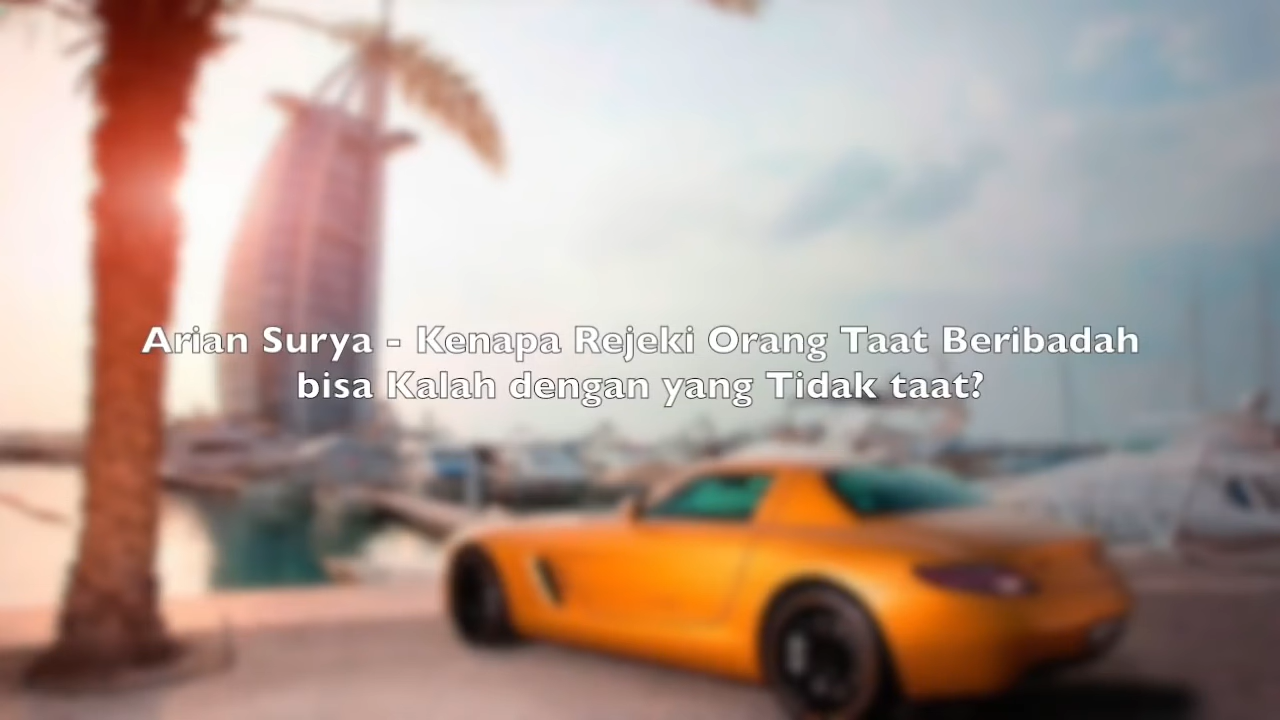 Arian Surya - Kenapa Rejeki Orang Taat Beribadah
bisa Kalah dengan yang Tidak taat?